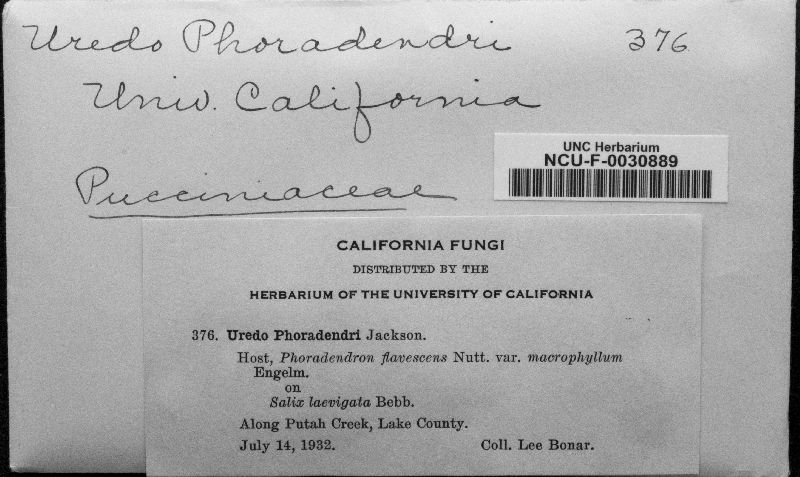 Uredo Phoradendri 376
Univ. California
UNC Herbarium
NCU-F-0030889
Pucciniaceae
CALIFORNIA FUNGI
DISTRIBUTED BY THE
HERBARIUM OF THE UNIVERSITY OF CALIFORNIA
376. Uredo Phoradendri Jackson.
Host, Phoradendron flavescens Nutt. var. macrophyllum
Engelm.
on
Salix laevigata Bebb.
Along Putah Creek, Lake County.
July 14, 1932. Coll. Lee Bonar.